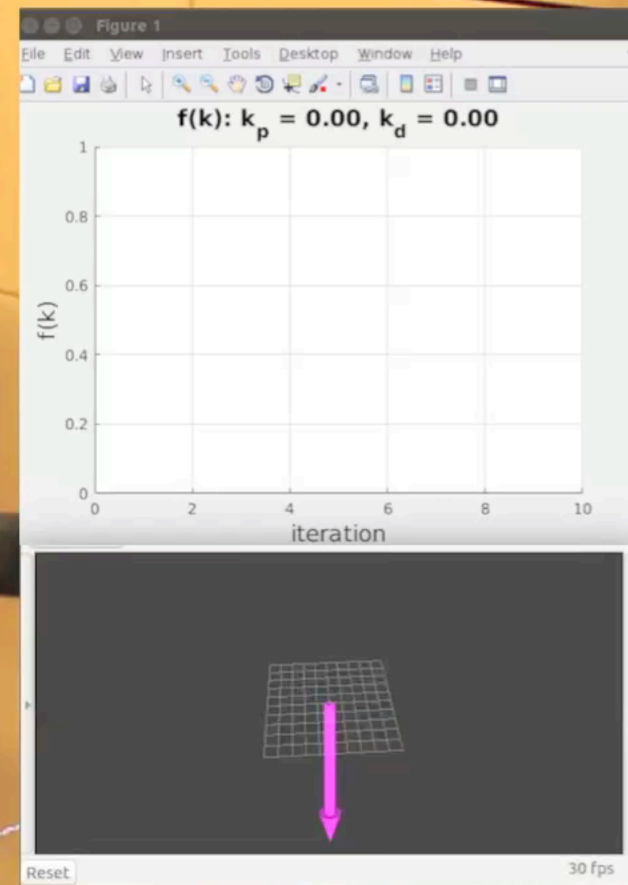 Figure 1
File Edit View Insert Tools Desktop Window Help
f(k): k_p = 0.00, k_d = 0.00
1
0.8
0.6
0.4
0.2
0
f(k)
0 2 4 6 8 10
iteration
Reset 30 fps